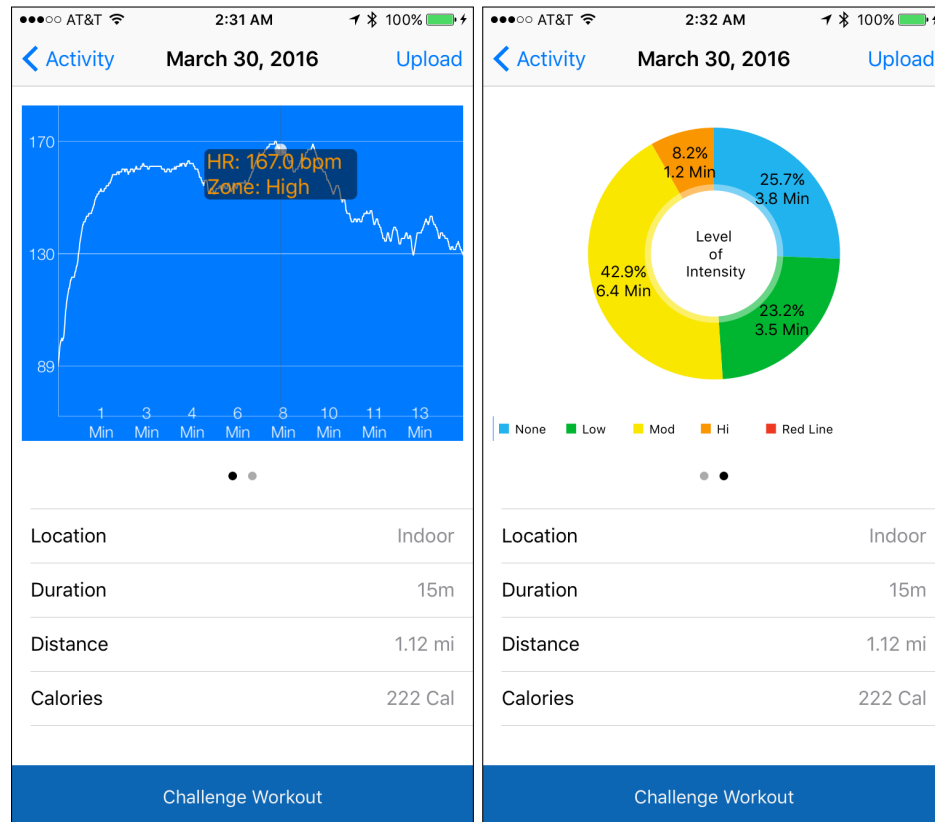 AT&T 2:31 AM 100%
Activity March 30, 2016 Upload
170
HR: 167.0 bpm
Zone: High
130
89
1 3 4 6 8 10 11 13
Min Min Min Min Min Min Min Min
Location Indoor
Duration 15m
Distance 1.12 mi
Calories 222 Cal
Challenge Workout
AT&T 2:32 AM 100%
Activity March 30, 2016 Upload
8.2%
1.2 Min
25.7%
3.8 Min
Level
of
Intensity
42.9%
6.4 Min
23.2%
3.5 Min
None Low Mod Hi Red Line
Location Indoor
Duration 15m
Distance 1.12 mi
Calories 222 Cal
Challenge Workout